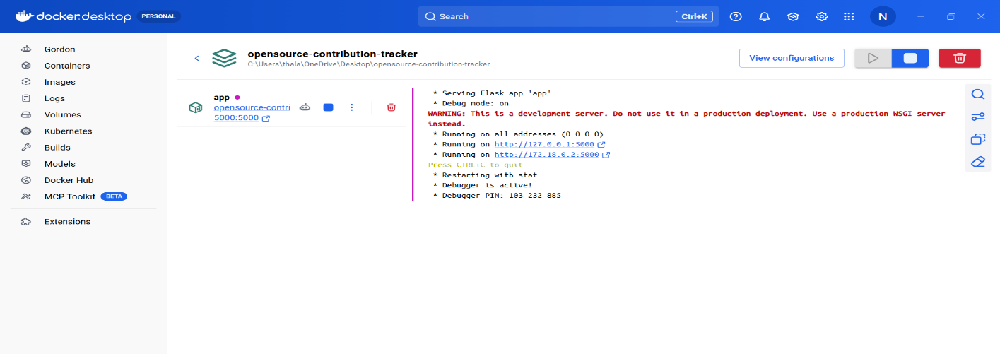 docker.desktop PERSONAL
Search Ctrl+K
N
Gordon
Containers
Images
Logs
Volumes
Kubernetes
Builds
Models
Docker Hub
MCP Toolkit BETA
Extensions
opensource-contribution-tracker
C:\Users\thala\OneDrive\Desktop\opensource-contribution-tracker
View configurations
app
opensource-contri
5000:5000
* Serving Flask app 'app'
* Debug mode: on
WARNING: This is a development server. Do not use it in a production deployment. Use a production WSGI server
instead.
* Running on all addresses (0.0.0.0)
* Running on http://127.0.0.1:5000
* Running on http://172.18.0.2:5000
Press CTRL+C to quit
* Restarting with stat
* Debugger is active!
* Debugger PIN: 103-232-885